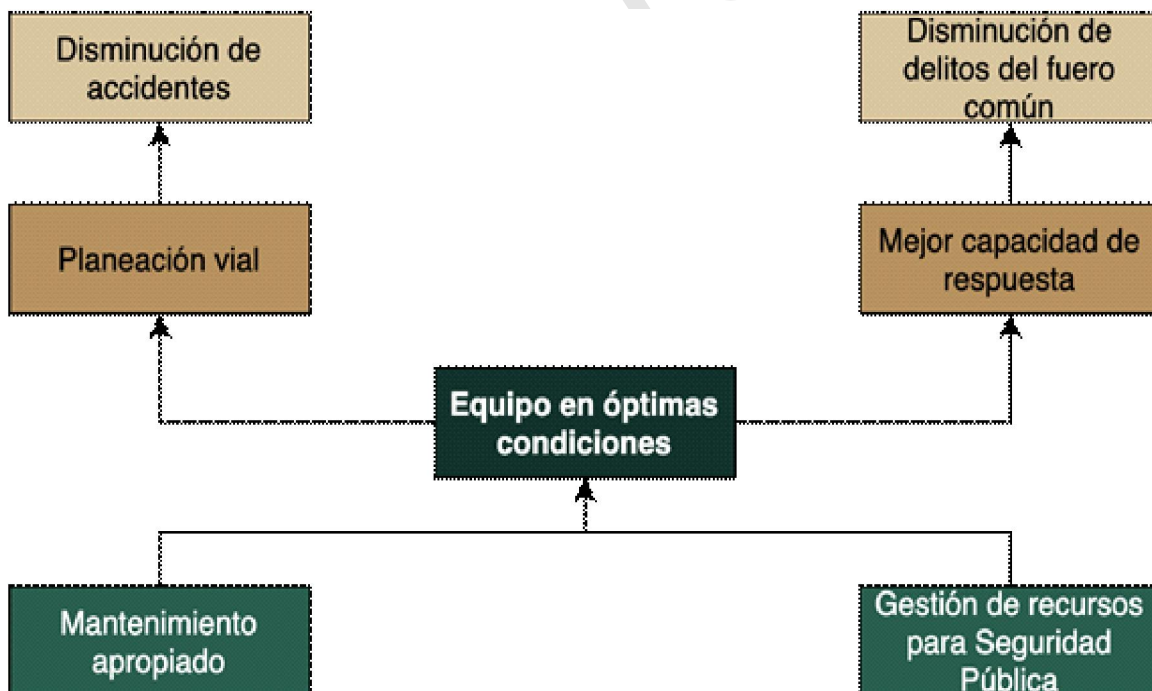 Disminución de
accidentes
Disminución de
delitos del fuero
común
Planeación vial
Mejor capacidad de
respuesta
Equipo en óptimas
condiciones
Mantenimiento
apropiado
Gestión de recursos
para Seguridad
Pública